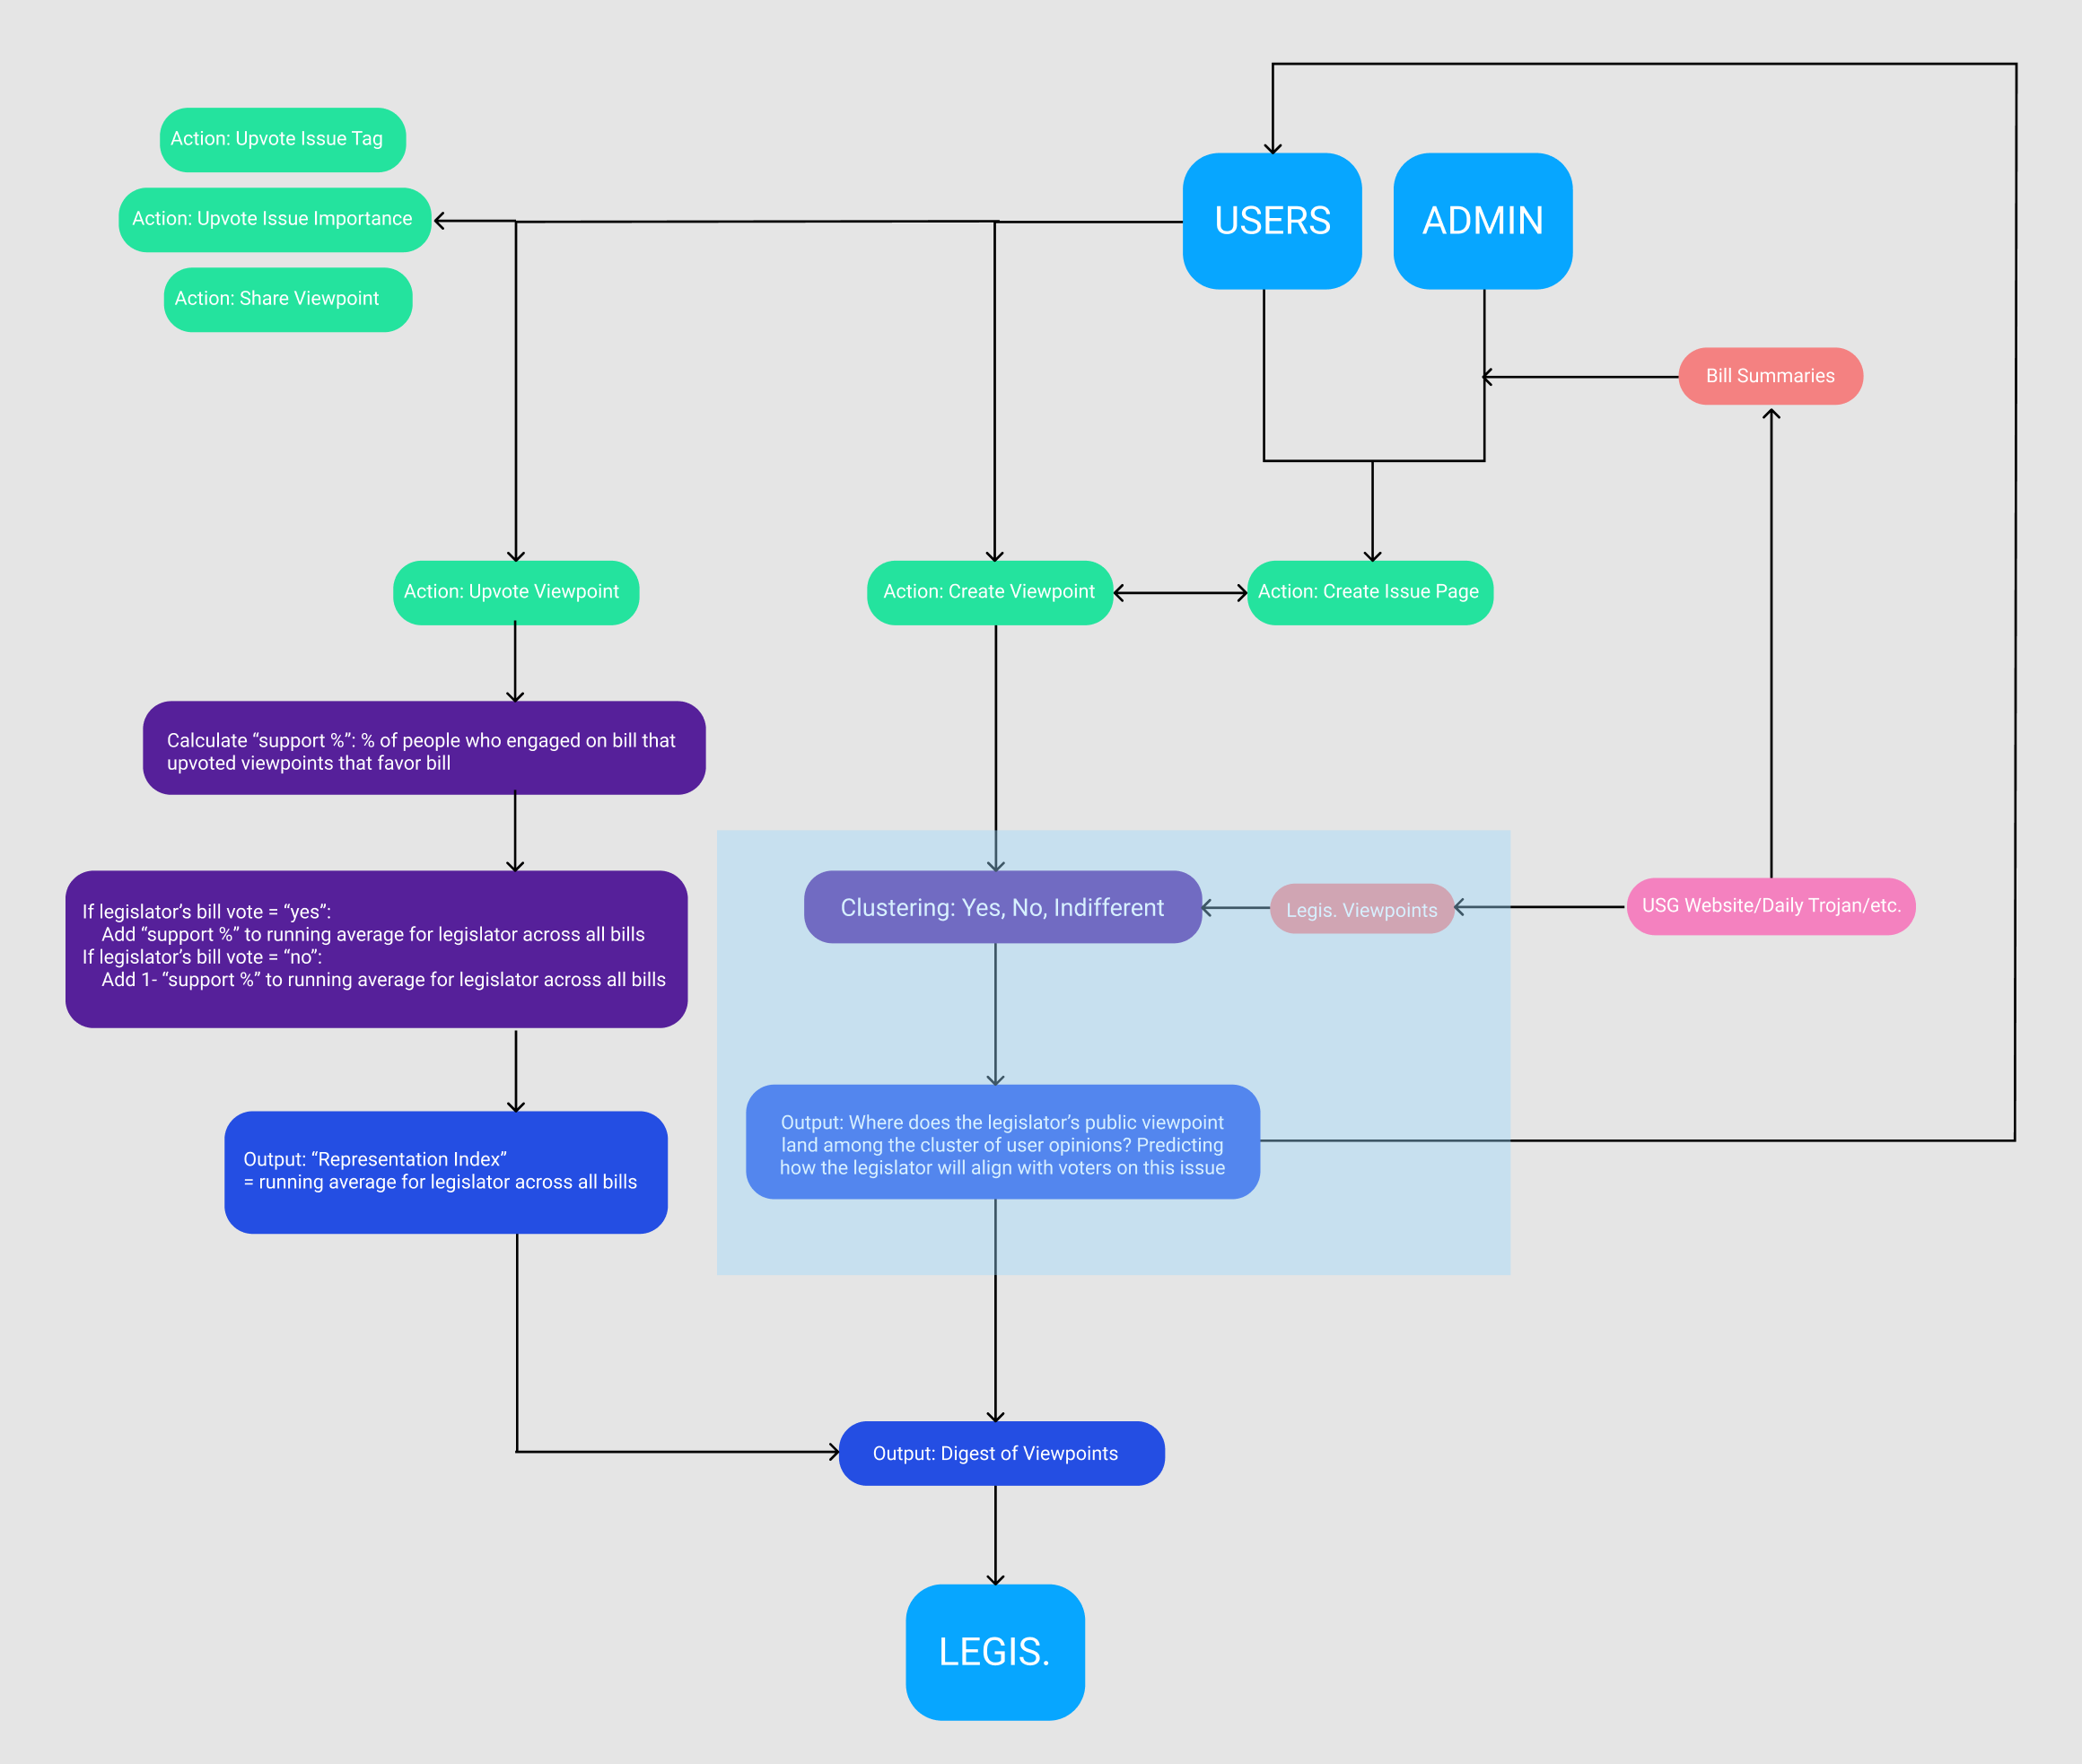 Action: Upvote Issue Tag
USERS
ADMIN
Action: Upvote Issue Importance
Action: Share Viewpoint
Bill Summaries
Action: Upvote Viewpoint
Action: Create Viewpoint
Action: Create Issue Page
Calculate “support %”: % of people who engaged on bill that
upvoted viewpoints that favor bill
If legislator’s bill vote = “yes”:
Add “support %” to running average for legislator across all bills
If legislator’s bill vote = “no”:
Add 1- “support %” to running average for legislator across all bills
Clustering: Yes, No, Indifferent
Legis. Viewpoints
USG Website/Daily Trojan/etc.
Output: Where does the legislator’s public viewpoint
land among the cluster of user opinions? Predicting
how the legislator will align with voters on this issue
Output: “Representation Index”
= running average for legislator across all bills
Output: Digest of Viewpoints
LEGIS.